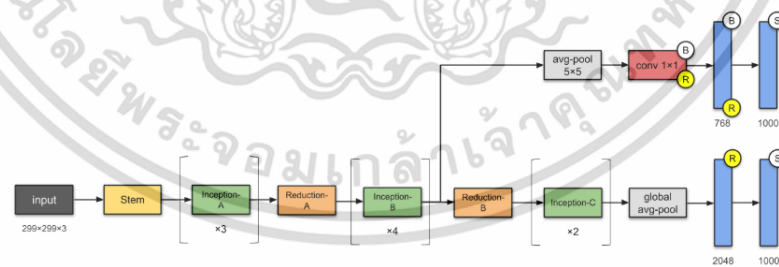 avg-pool
5×5
conv 1×1
B
R
B
R
768
S
1000
input
299×299×3
Stem
Inception-
A
×3
Reduction-
A
Inception-
B
×4
Reduction-
B
Inception-C
×2
global
avg-pool
R
2048
S
1000